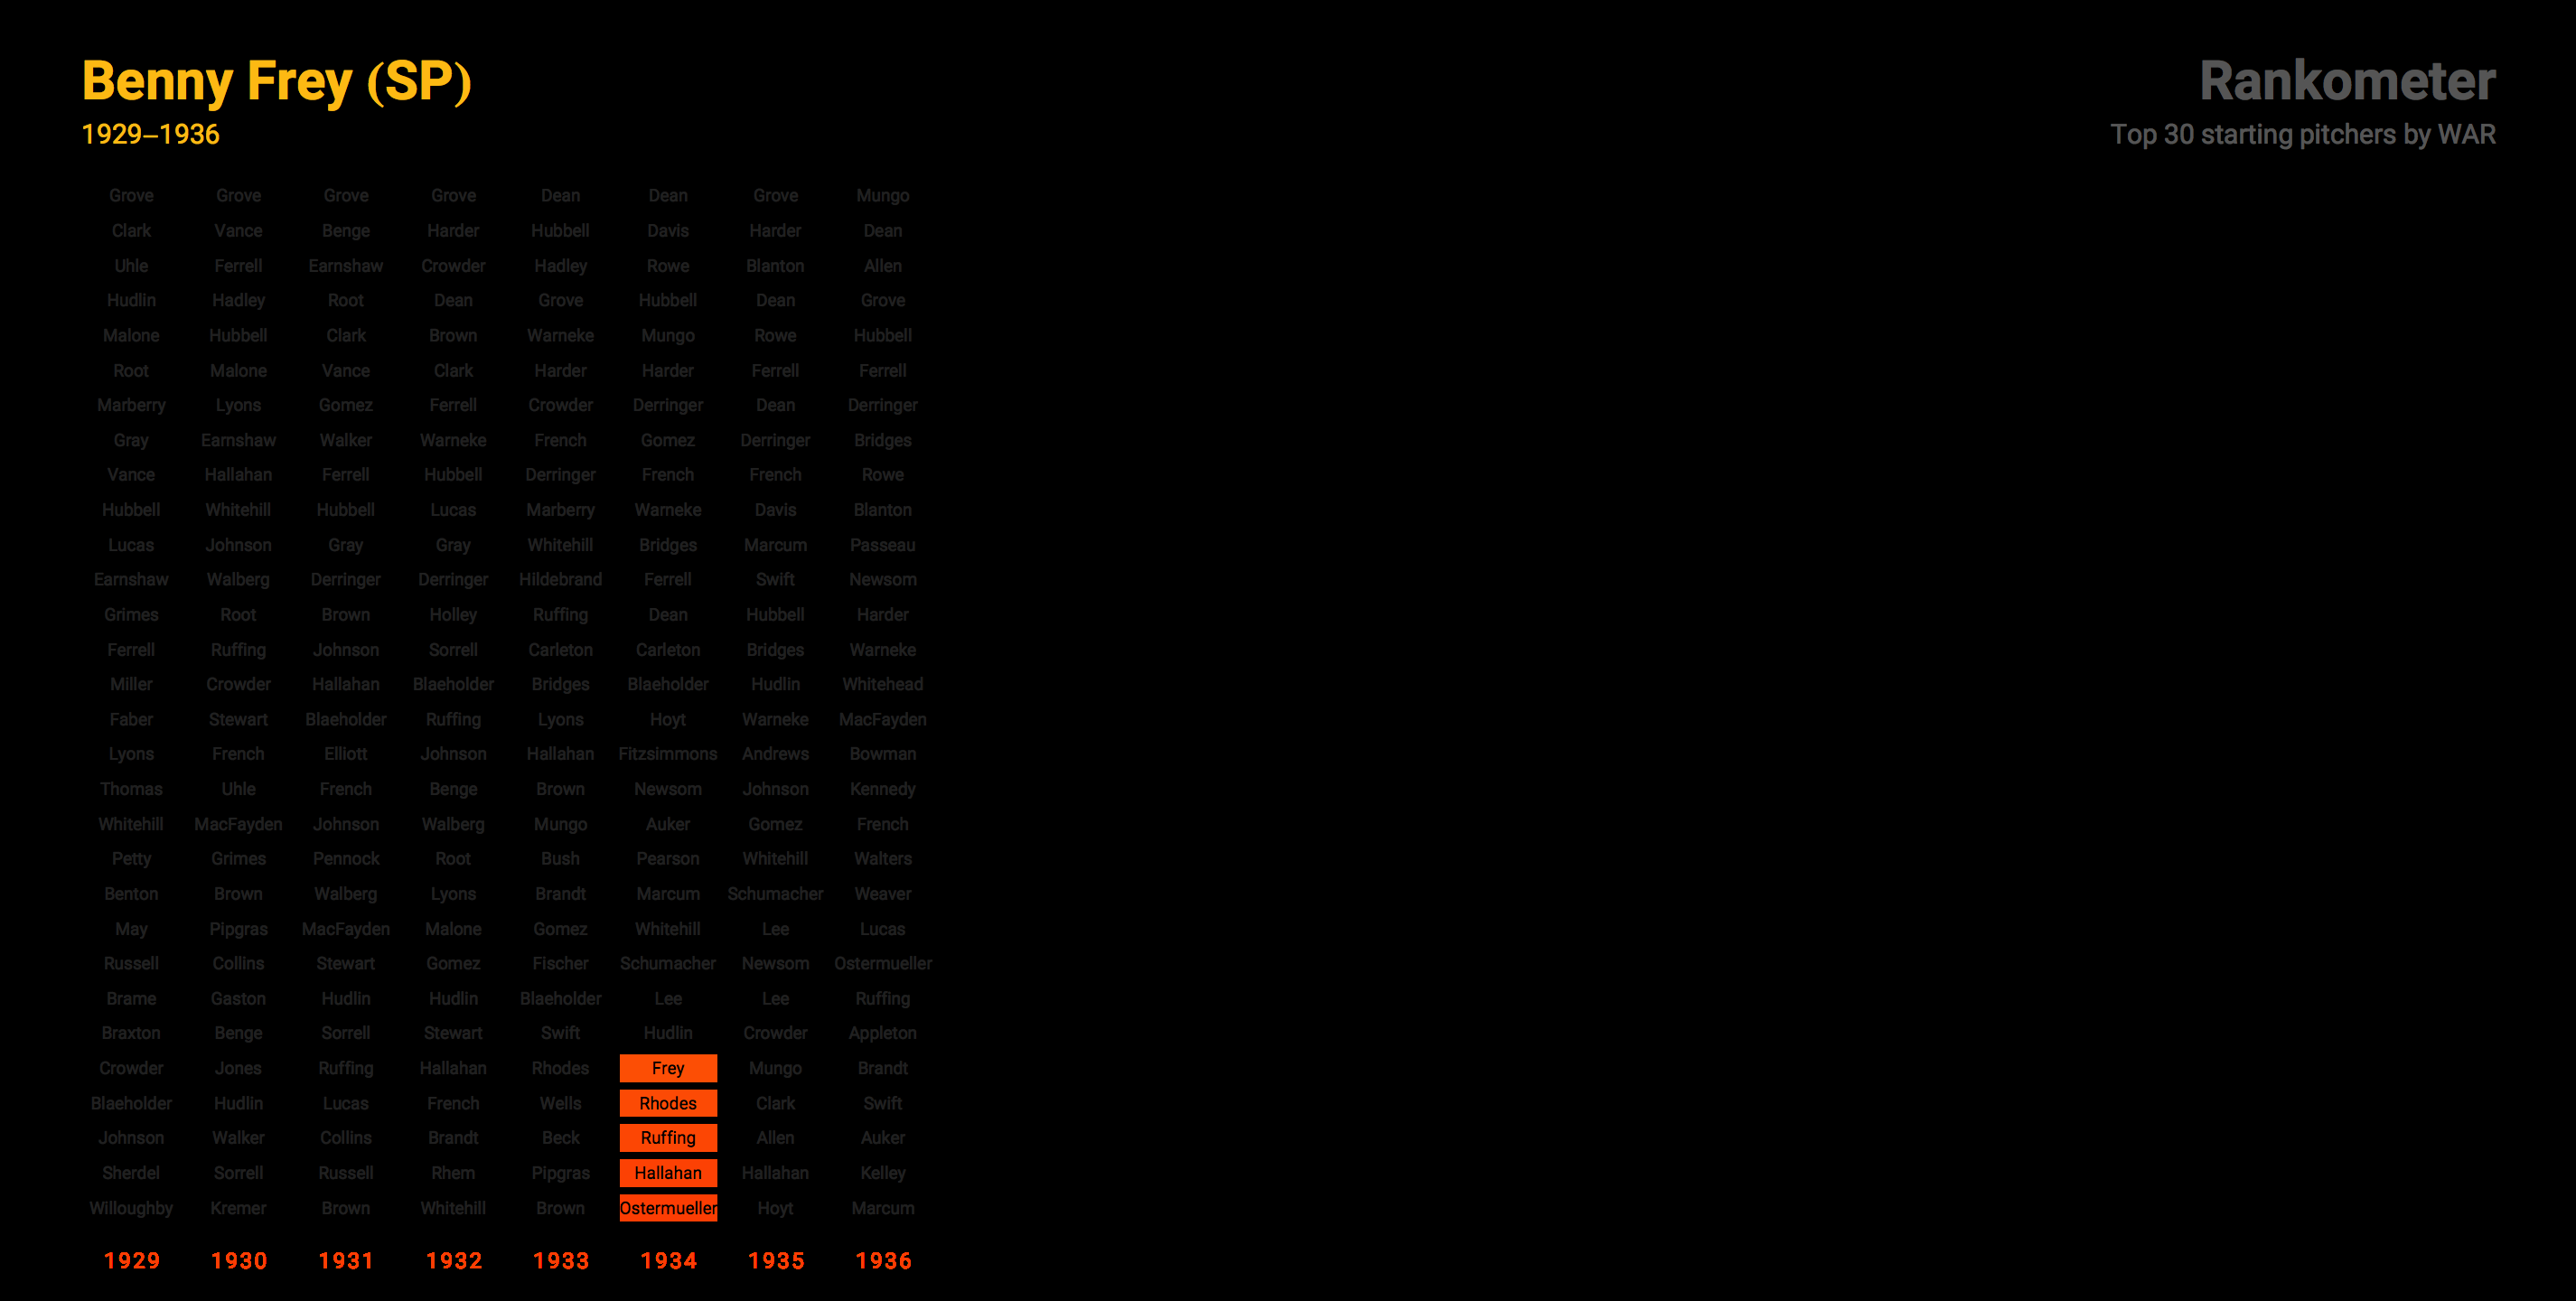 Benny Frey (SP)
1929–1936
Rankometer
Top 30 starting pitchers by WAR
Grove Grove Grove Grove Dean Dean Grove Mungo
Clark Vance Benge Harder Hubbell Davis Harder Dean
Uhle Ferrell Earnshaw Crowder Hadley Rowe Blanton Allen
Hudlin Hadley Root Dean Grove Hubbell Dean Grove
Malone Hubbell Clark Brown Warneke Mungo Rowe Hubbell
Root Malone Vance Clark Harder Harder Ferrell Ferrell
Marberry Lyons Gomez Ferrell Crowder Derringer Dean Derringer
Gray Earnshaw Walker Warneke French Gomez Derringer Bridges
Vance Hallahan Ferrell Hubbell Derringer French French Rowe
Hubbell Whitehill Hubbell Lucas Marberry Warneke Davis Blanton
Lucas Johnson Gray Gray Whitehill Bridges Marcum Passeau
Earnshaw Walberg Derringer Derringer Hildebrand Ferrell Swift Newsom
Grimes Root Brown Holley Ruffing Dean Hubbell Harder
Ferrell Ruffing Johnson Sorrell Carleton Carleton Bridges Warneke
Miller Crowder Hallahan Blaeholder Bridges Blaeholder Hudlin Whitehead
Faber Stewart Blaeholder Ruffing Lyons Hoyt Warneke MacFayden
Lyons French Elliott Johnson Hallahan Fitzsimmons Andrews Bowman
Thomas Uhle French Benge Brown Newsom Johnson Kennedy
Whitehill MacFayden Johnson Walberg Mungo Auker Gomez French
Petty Grimes Pennock Root Bush Pearson Whitehill Walters
Benton Brown Walberg Lyons Brandt Marcum Schumacher Weaver
May Pipgras MacFayden Malone Gomez Whitehill Lee Lucas
Russell Collins Stewart Gomez Fischer Schumacher Newsom Ostermueller
Brame Gaston Hudlin Hudlin Blaeholder Lee Lee Ruffing
Braxton Benge Sorrell Stewart Swift Hudlin Crowder Appleton
Crowder Jones Ruffing Hallahan Rhodes Frey Mungo Brandt
Blaeholder Hudlin Lucas French Wells Rhodes Clark Swift
Johnson Walker Collins Brandt Beck Ruffing Allen Auker
Sherdel Sorrell Russell Rhem Pipgras Hallahan Hallahan Kelley
Willoughby Kremer Brown Whitehill Brown Ostermueller Hoyt Marcum
1929 1930 1931 1932 1933 1934 1935 1936